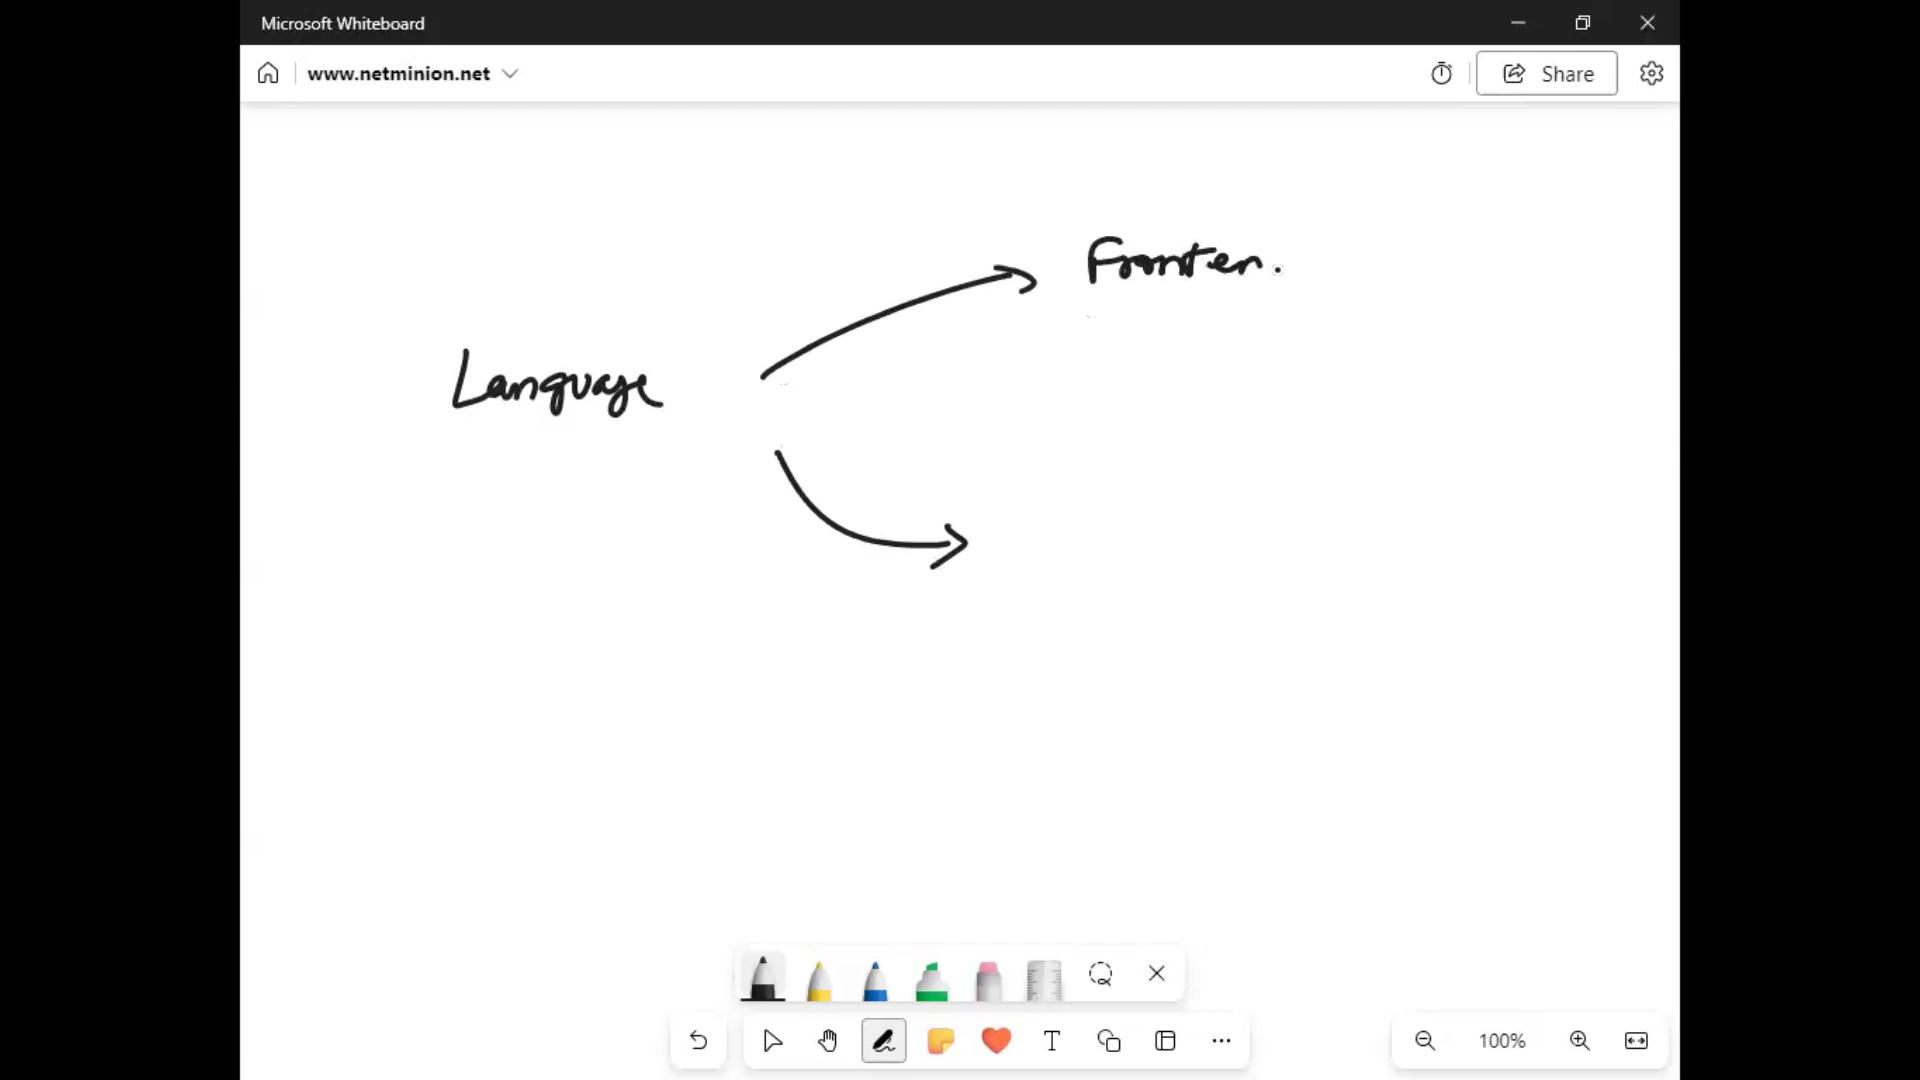 Microsoft Whiteboard
www.netminion.net
Share
Fronten
Language
T
100%